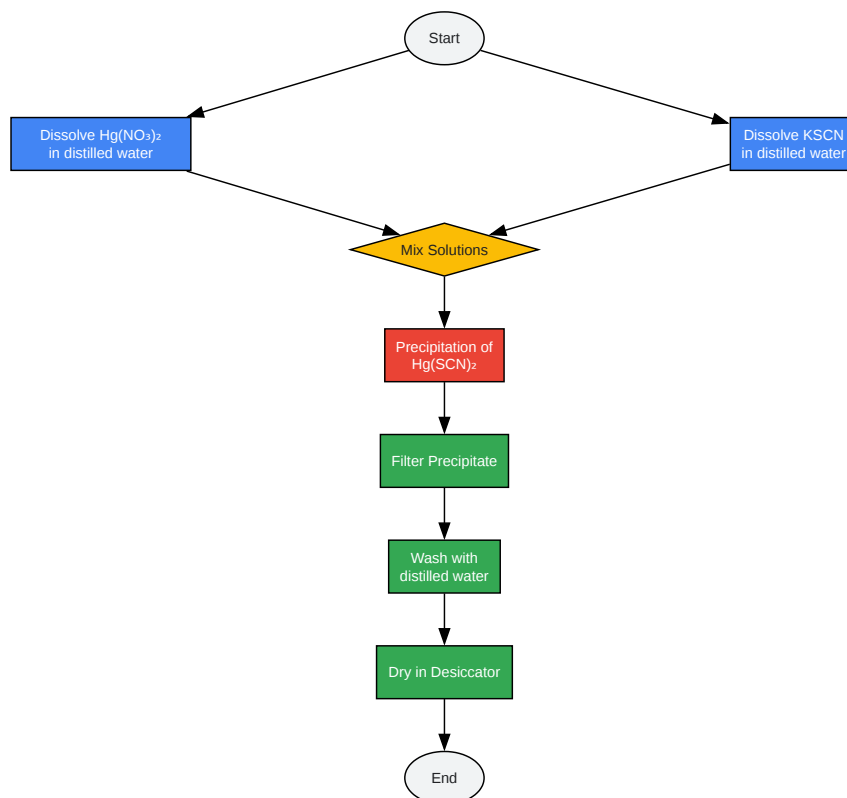 Start
Dissolve Hg(NO₃)₂
in distilled water
Dissolve KSCN
in distilled water
Mix Solutions
Precipitation of
Hg(SCN)₂
Filter Precipitate
Wash with
distilled water
Dry in Desiccator
End